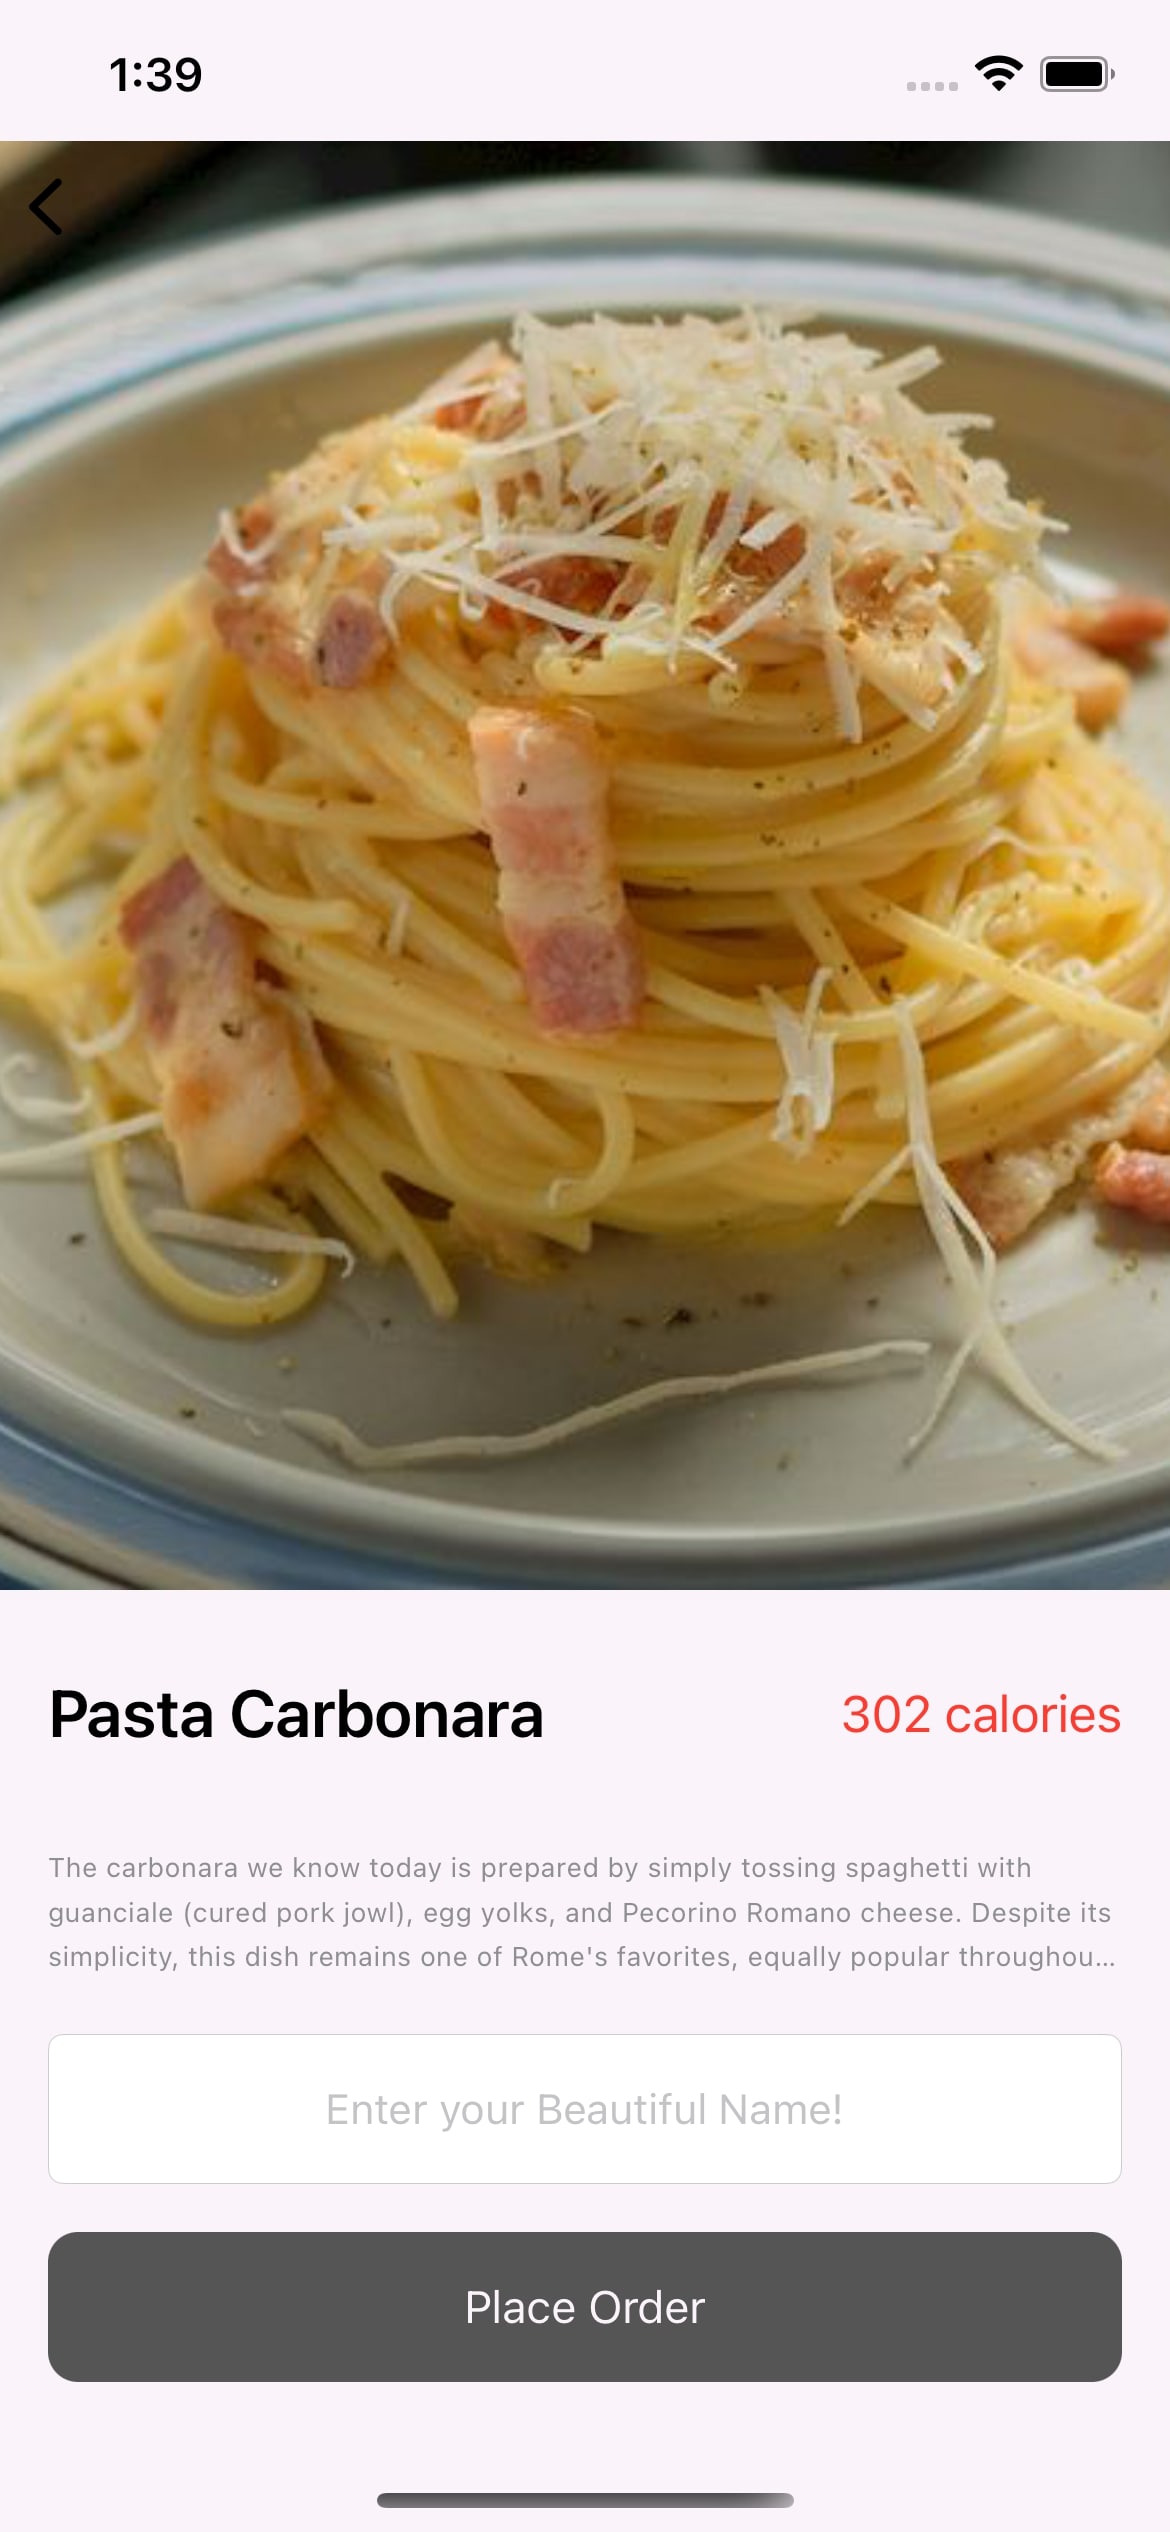 1:39
Pasta Carbonara
302 calories
The carbonara we know today is prepared by simply tossing spaghetti with
guanciale (cured pork jowl), egg yolks, and Pecorino Romano cheese. Despite its
simplicity, this dish remains one of Rome's favorites, equally popular throughou...
Enter your Beautiful Name!
Place Order